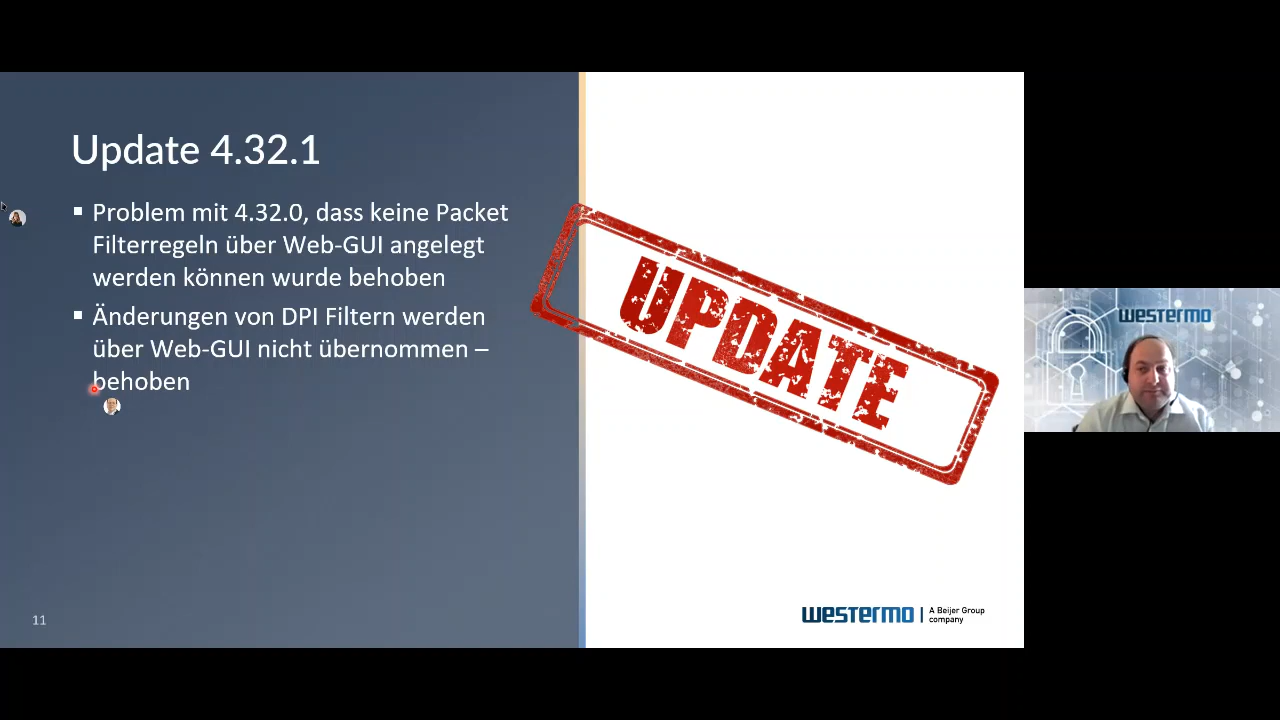 Update 4.32.1
▪ Problem mit 4.32.0, dass keine Packet
Filterregeln über Web-GUI angelegt
werden können wurde behoben
▪ Änderungen von DPI Filtern werden
über Web-GUI nicht übernommen –
behoben
UPDATE
westermo
11
westermo | A Beijer Group
company